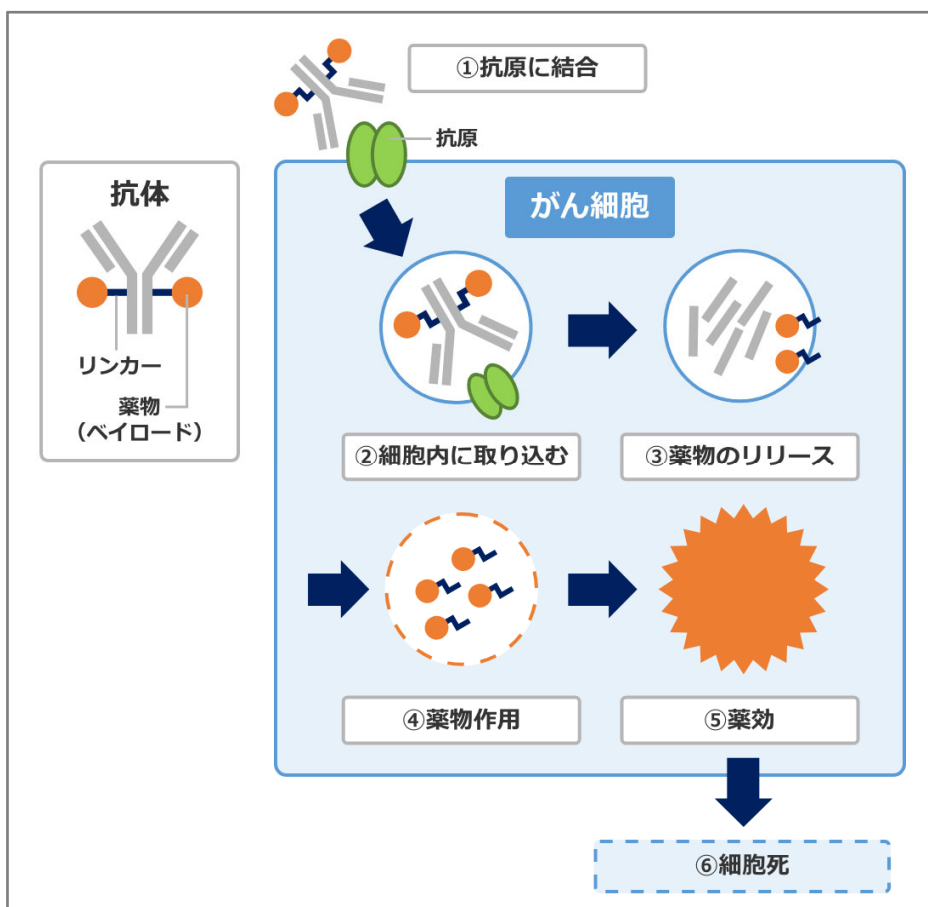 ①抗原に結合
抗原
抗体
がん細胞
リンカー
薬物
（ペイロード）
②細胞内に取り込む
③薬物のリリース
④薬物作用
⑤薬効
⑥細胞死